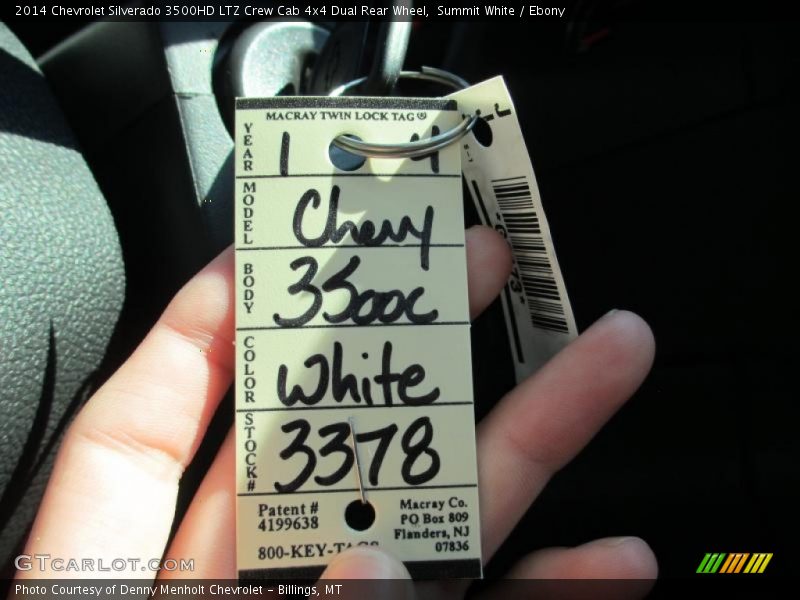 2014 Chevrolet Silverado 3500HD LTZ Crew Cab 4x4 Dual Rear Wheel,  Summit White / Ebony
MACRAY TWIN LOCK TAG
YEAR 1 4
MODEL Chevy
BODY 3500c
COLOR White
STOCK# 3378
Patent #
4199638
800-KEY-TAGS
Macray Co.
PO Box 809
Flanders, NJ
07836
GTcarlot.com
Photo Courtesy of Denny Menholt Chevrolet - Billings, MT